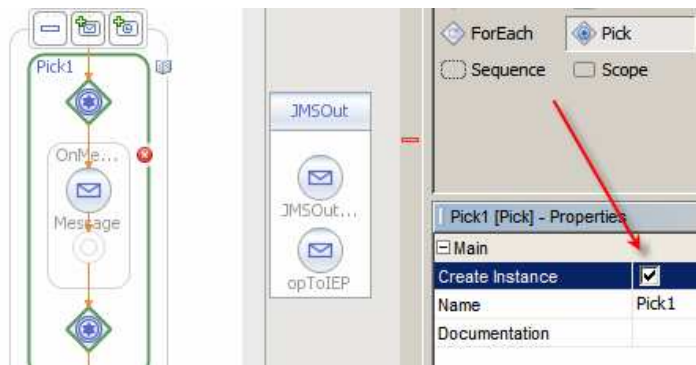 Pick1
OnMe...
Message
JMSOut
JMSOut...
opToIEP
ForEach
Pick
Sequence
Scope
Pick1 [Pick] - Properties
Main
Create Instance
Name Pick1
Documentation